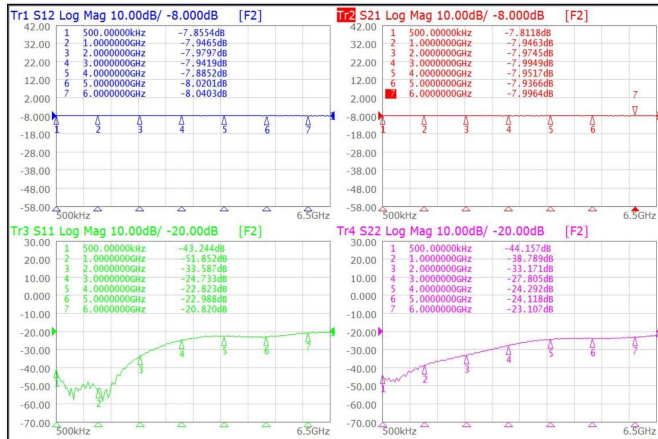 Tr1 S12 Log Mag 10.00dB/ -8.000dB [F2]
42.00
32.00
22.00
12.00
2.000
-8.000
-18.00
-28.00
-38.00
-48.00
-58.00
1 500.00000kHz -7.8554dB
2 1.0000000GHz -7.9465dB
3 2.0000000GHz -7.9797dB
4 3.0000000GHz -7.9419dB
5 4.0000000GHz -7.8852dB
6 5.0000000GHz -8.0201dB
7 6.0000000GHz -8.0403dB
1 2 3 4 5 6 7
500kHz 6.5GHz
Tr2 S21 Log Mag 10.00dB/ -8.000dB [F2]
42.00
32.00
22.00
12.00
2.000
-8.000
-18.00
-28.00
-38.00
-48.00
-58.00
1 500.00000kHz -7.8118dB
2 1.0000000GHz -7.9463dB
3 2.0000000GHz -7.9745dB
4 3.0000000GHz -7.9949dB
5 4.0000000GHz -7.9517dB
6 5.0000000GHz -7.9366dB
7 6.0000000GHz -7.9964dB
1 2 3 4 5 6 7
500kHz 6.5GHz
Tr3 S11 Log Mag 10.00dB/ -20.00dB [F2]
30.00
20.00
10.00
0.000
-10.00
-20.00
-30.00
-40.00
-50.00
-60.00
-70.00
1 500.00000kHz -43.244dB
2 1.0000000GHz -51.852dB
3 2.0000000GHz -33.587dB
4 3.0000000GHz -24.733dB
5 4.0000000GHz -22.823dB
6 5.0000000GHz -22.988dB
7 6.0000000GHz -20.820dB
1 2 3 4 5 6 7
500kHz 6.5GHz
Tr4 S22 Log Mag 10.00dB/ -20.00dB [F2]
30.00
20.00
10.00
0.000
-10.00
-20.00
-30.00
-40.00
-50.00
-60.00
-70.00
1 500.00000kHz -44.157dB
2 1.0000000GHz -38.789dB
3 2.0000000GHz -33.171dB
4 3.0000000GHz -27.805dB
5 4.0000000GHz -24.292dB
6 5.0000000GHz -24.118dB
7 6.0000000GHz -23.107dB
1 2 3 4 5 6 7
500kHz 6.5GHz